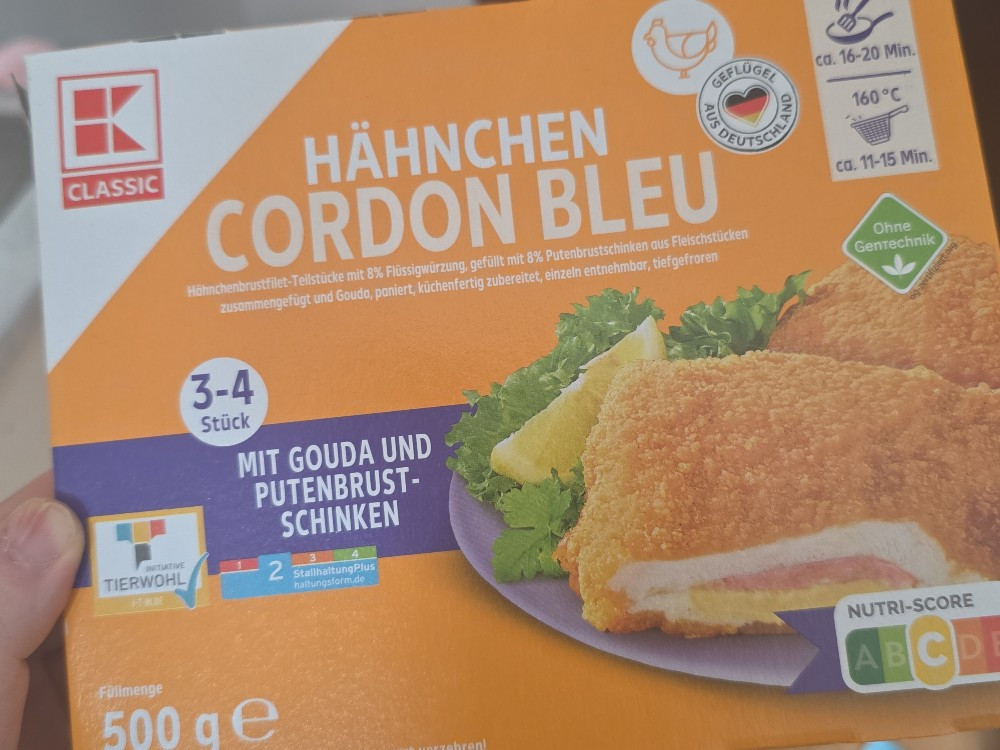 K
CLASSIC
HÄHNCHEN
CORDON BLEU
Hähnchenbrustfilet-Teilstücke mit 8% Flüssigwürzung, gefüllt mit 8% Putenbrustschinken aus Fleischstücken
zusammengefügt und Gouda, paniert, küchenfertig zubereitet, einzeln entnehmbar, tiefgefroren
GEFLÜGEL
AUS DEUTSCHLAND
ca. 16-20 Min.
160°C
ca. 11-15 Min.
Ohne
GenTechnik
3-4
Stück
MIT GOUDA UND
PUTENBRUST-
SCHINKEN
INITIATIVE
TIERWOHL
1 2 3 4
StallhaltungPlus
haltungsform.de
NUTRI-SCORE
A B C D E
Füllmenge
500 g e
verzehren!